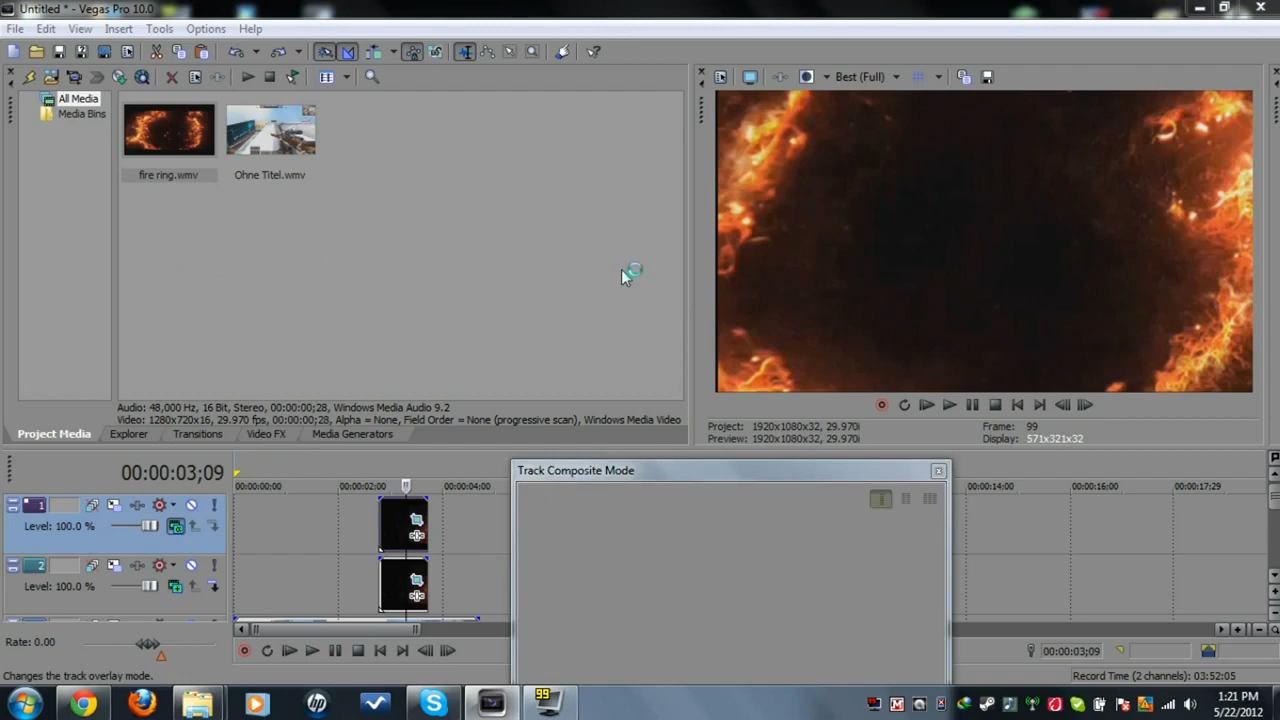 Untitled * - Vegas Pro 10.0
File Edit View Insert Tools Options Help
Best (Full)
All Media
Media Bins
fire ring.wmv
Ohne Titel.wmv
Audio: 48,000 Hz, 16 Bit, Stereo, 00:00:00;28, Windows Media Audio 9.2
Video: 1280x720x16, 29.970 fps, 00:00:00;28, Alpha = None, Field Order = None (progressive scan), Windows Media Video
Project Media Explorer Transitions Video FX Media Generators
Project: 1920x1080x32, 29.970i
Preview: 1920x1080x32, 29.970i
Frame: 99
Display: 571x321x32
00:00:03;09
00:00:00;00 00:00:02;00 00:00:04;00 00:00:14;00 00:00:16;00 00:00:17;29
Track Composite Mode
1
Level: 100.0 %
2
Level: 100.0 %
Rate: 0.00
00:00:03;09
Changes the track overlay mode.
Record Time (2 channels): 03:52:05
99
1:21 PM
5/22/2012